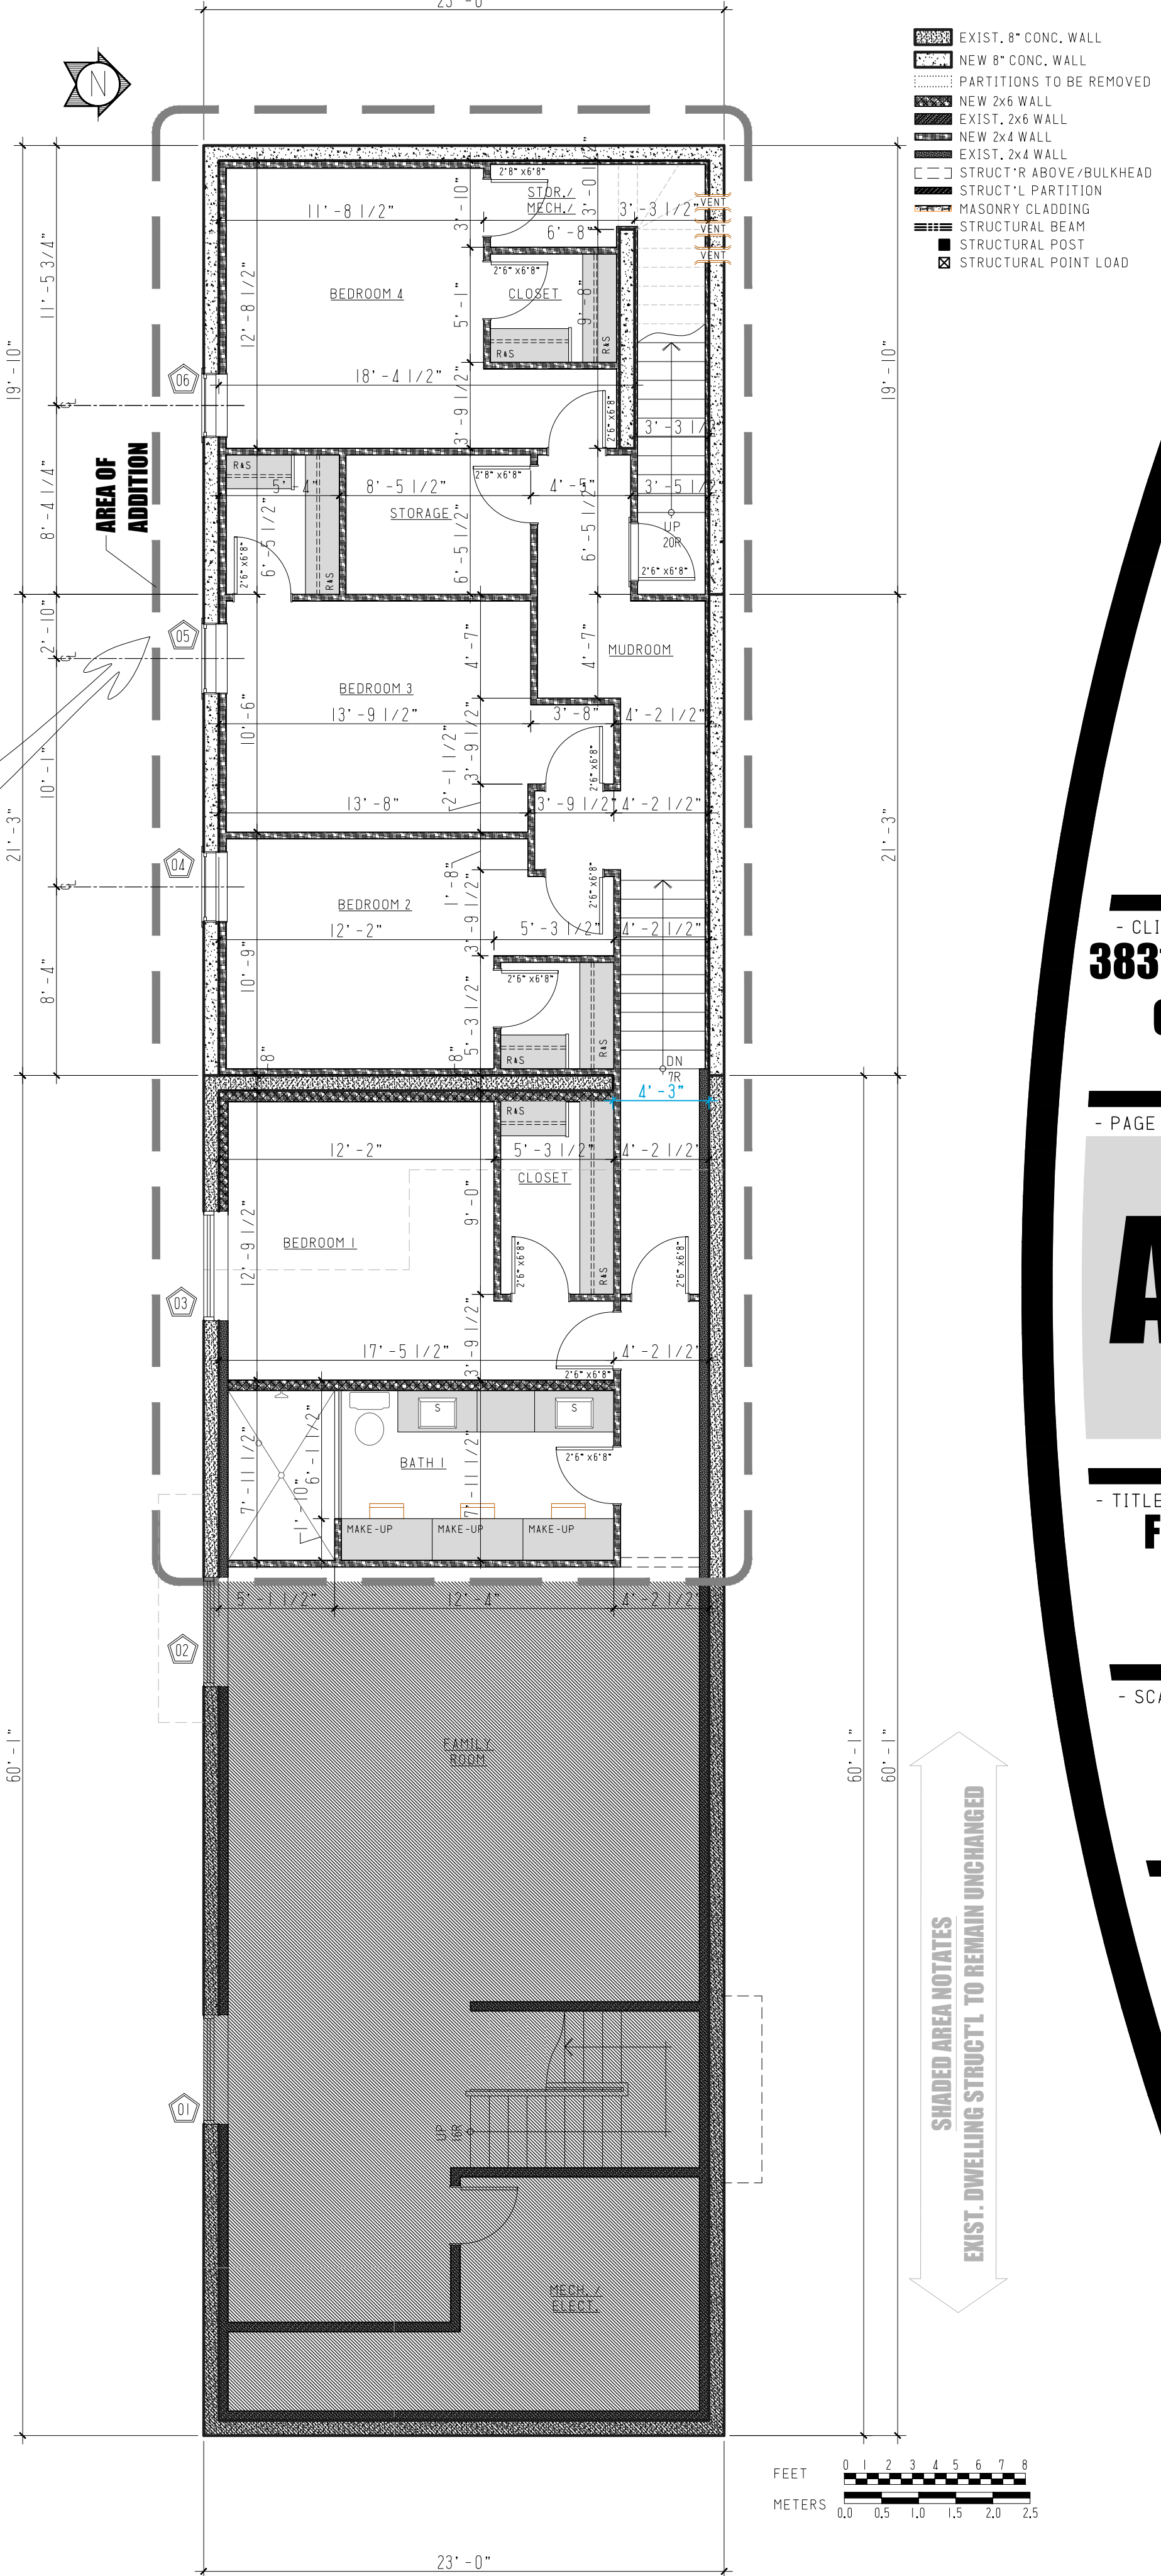 23'-0"
N
EXIST. 8" CONC. WALL
NEW 8" CONC. WALL
PARTITIONS TO BE REMOVED
NEW 2x6 WALL
EXIST. 2x6 WALL
NEW 2x4 WALL
EXIST. 2x4 WALL
STRUCT'R ABOVE/BULKHEAD
STRUCT'L PARTITION
MASONRY CLADDING
STRUCTURAL BEAM
STRUCTURAL POST
STRUCTURAL POINT LOAD
2'8" x6'8"
STOR./
MECH./
11'-8 1/2"
3'-10"
3'-0 1/2"
3'-3 1/2"
VENT
VENT
VENT
6'-8"
11'-5 3/4"
12'-8 1/2"
2'6" x6'8"
BEDROOM 4
CLOSET
5'-1"
9'-8"
R&S
R&S
19'-10"
19'-10"
06
18'-4 1/2"
CL
3'-9 1/2"
2'6" x6'8"
3'-3 1/2"
AREA OF
ADDITION
R&S
2'8" x6'8"
5'-4"
8'-5 1/2"
4'-5"
3'-5 1/2"
8'-4 1/4"
STORAGE
6'-5 1/2"
6'-5 1/2"
6'-5 1/2"
UP
20R
2'6" x6'8"
R&S
2'6" x6'8"
05
2'-10"
CL
4'-7"
4'-7"
MUDROOM
BEDROOM 3
13'-9 1/2"
3'-8"
4'-2 1/2"
10'-6"
2'-1 1/2"
3'-9 1/2"
2'6" x6'8"
10'-1"
13'-8"
3'-9 1/2"
4'-2 1/2"
21'-3"
21'-3"
04
CL
1'-8"
2'6" x6'8"
BEDROOM 2
12'-2"
5'-3 1/2"
4'-2 1/2"
3'-9 1/2"
10'-9"
8'-4"
2'6" x6'8"
5'-3 1/2"
R&S
R&S
8"
8"
DN
7R
4'-3"
R&S
12'-2"
5'-3 1/2"
4'-2 1/2"
CLOSET
9'-0"
BEDROOM 1
12'-9 1/2"
2'6" x6'8"
R&S
2'6" x6'8"
03
17'-5 1/2"
3'-9 1/2"
4'-2 1/2"
2'6" x6'8"
S
S
6'-1 1/2"
7'-11 1/2"
BATH 1
7'-11 1/2"
2'6" x6'8"
1'-10"
MAKE-UP
MAKE-UP
MAKE-UP
5'-1 1/2"
12'-4"
4'-2 1/2"
02
FAMILY
ROOM
60'-1"
60'-1"
60'-1"
SHADED AREA NOTATES
EXIST. DWELLING STRUCT'L TO REMAIN UNCHANGED
01
UP
MECH./
ELECT.
FEET
0 1 2 3 4 5 6 7 8
METERS
0.0 0.5 1.0 1.5 2.0 2.5
23'-0"
- CLI
383
- PAGE
A
- TITLE
F
- SCA